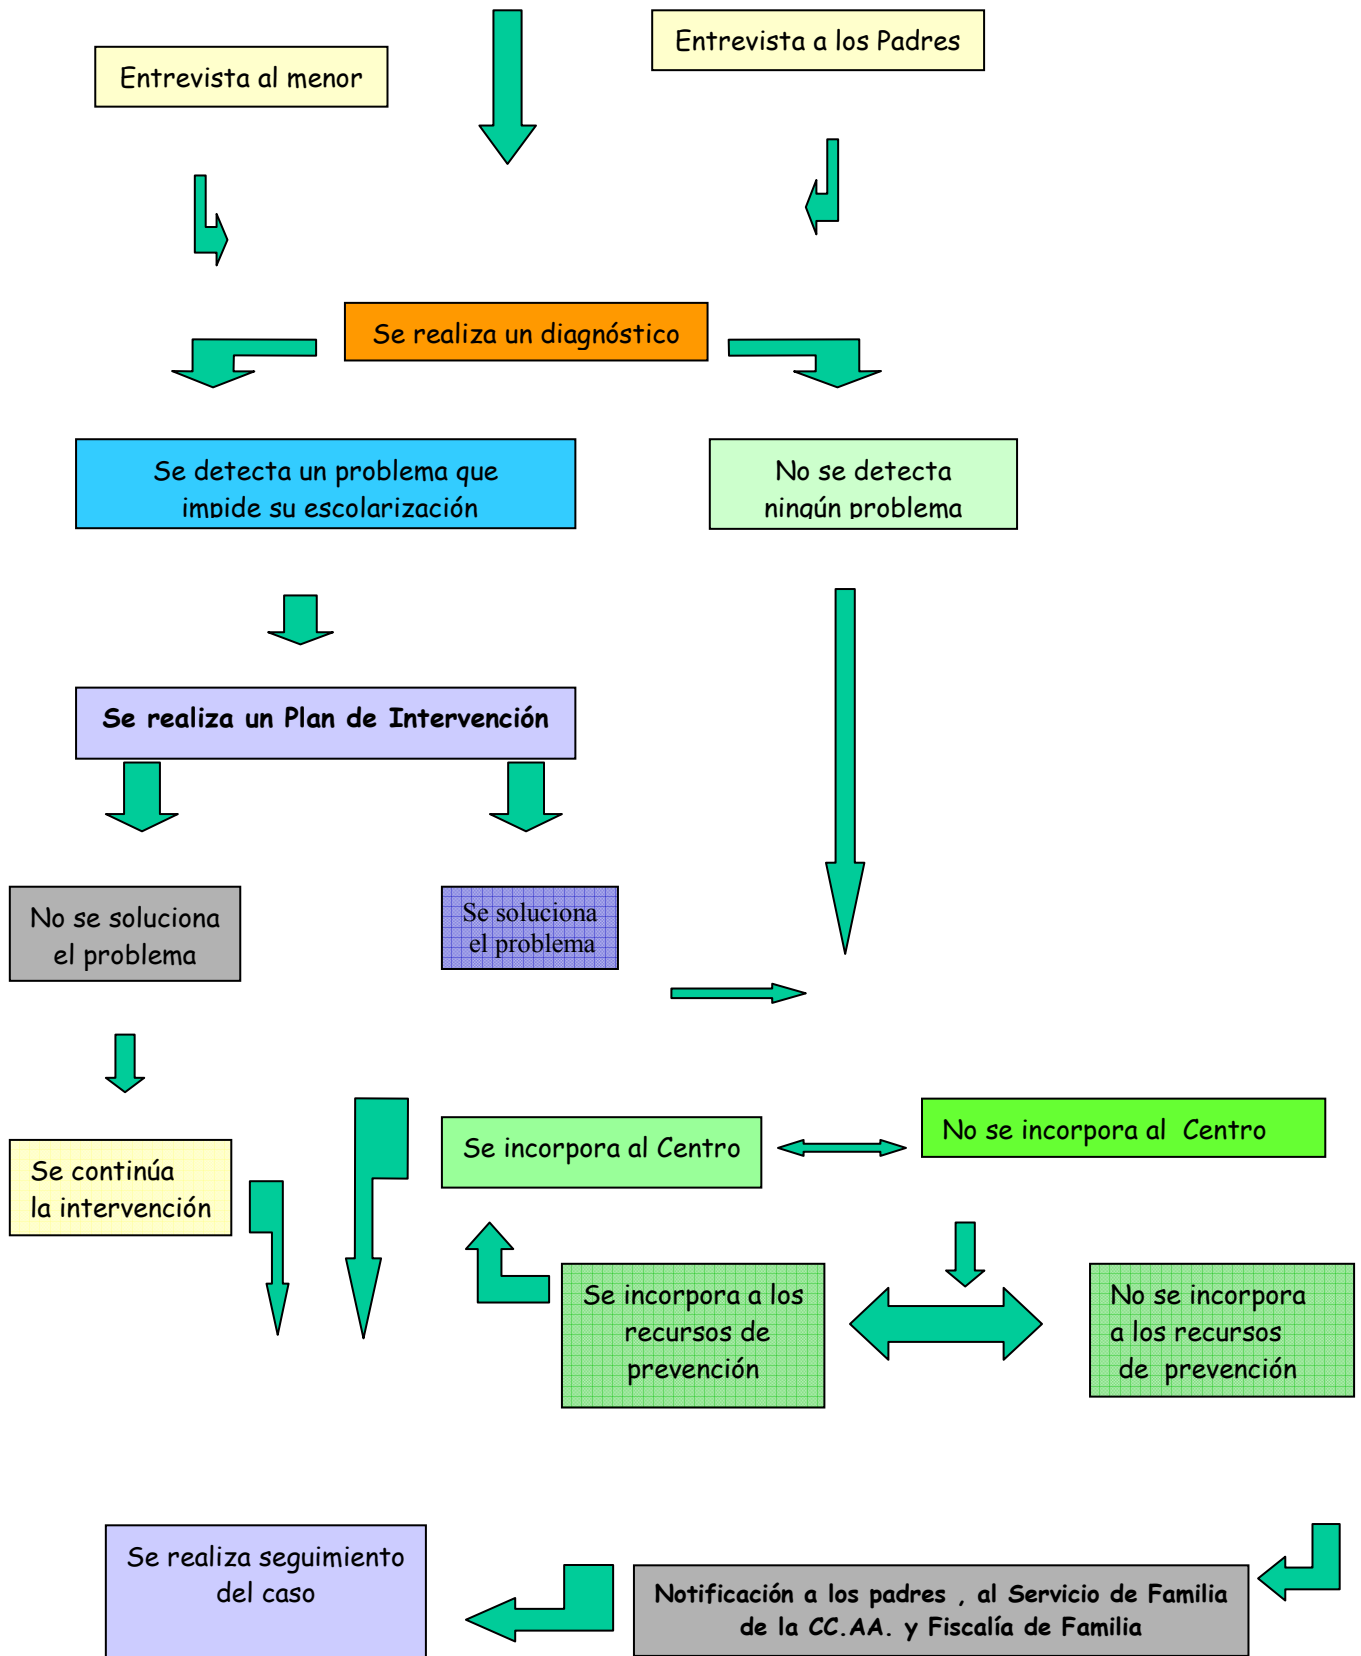 Entrevista a los Padres
Entrevista al menor
Se realiza un diagnóstico
Se detecta un problema que
impide su escolarización
No se detecta
ningún problema
Se realiza un Plan de Intervención
No se soluciona
el problema
Se soluciona
el problema
Se incorpora al Centro
No se incorpora al Centro
Se continúa
la intervención
Se incorpora a los
recursos de
prevención
No se incorpora
a los recursos
de prevención
Se realiza seguimiento
del caso
Notificación a los padres , al Servicio de Familia
de la CC.AA. y Fiscalía de Familia